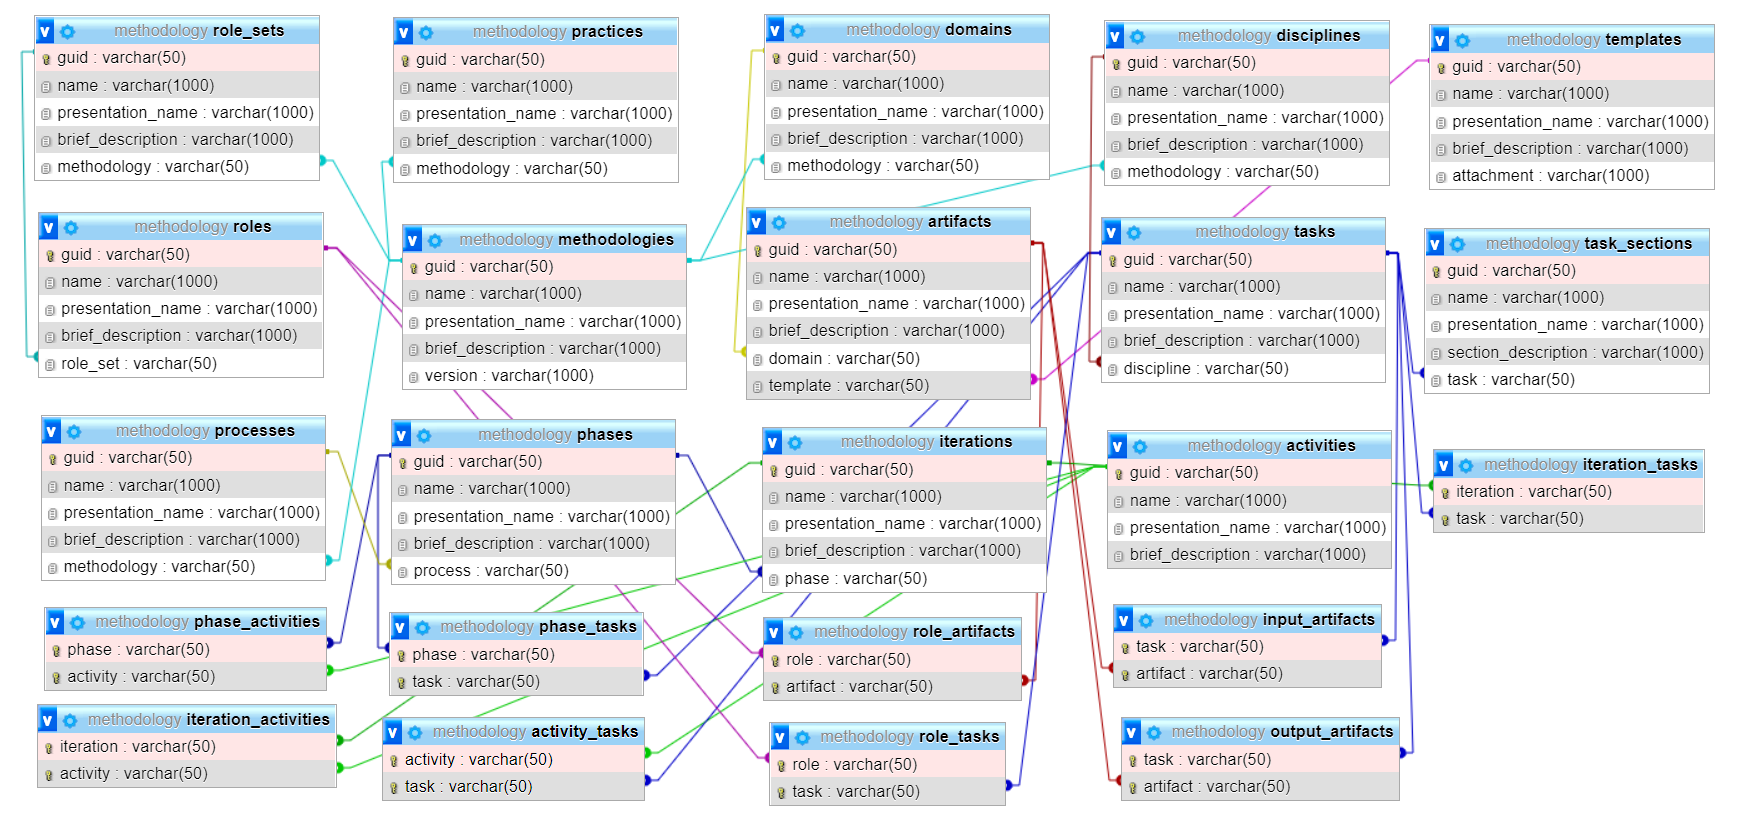 methodology role_sets
guid : varchar(50)
name : varchar(1000)
presentation_name : varchar(1000)
brief_description : varchar(1000)
methodology : varchar(50)
methodology practices
guid : varchar(50)
name : varchar(1000)
presentation_name : varchar(1000)
brief_description : varchar(1000)
methodology : varchar(50)
methodology domains
guid : varchar(50)
name : varchar(1000)
presentation_name : varchar(1000)
brief_description : varchar(1000)
methodology : varchar(50)
methodology disciplines
guid : varchar(50)
name : varchar(1000)
presentation_name : varchar(1000)
brief_description : varchar(1000)
methodology : varchar(50)
methodology templates
guid : varchar(50)
name : varchar(1000)
presentation_name : varchar(1000)
brief_description : varchar(1000)
attachment : varchar(1000)
methodology roles
guid : varchar(50)
name : varchar(1000)
presentation_name : varchar(1000)
brief_description : varchar(1000)
role_set : varchar(50)
methodology methodologies
guid : varchar(50)
name : varchar(1000)
presentation_name : varchar(1000)
brief_description : varchar(1000)
version : varchar(1000)
methodology artifacts
guid : varchar(50)
name : varchar(1000)
presentation_name : varchar(1000)
brief_description : varchar(1000)
domain : varchar(50)
template : varchar(50)
methodology tasks
guid : varchar(50)
name : varchar(1000)
presentation_name : varchar(1000)
brief_description : varchar(1000)
discipline : varchar(50)
methodology task_sections
guid : varchar(50)
name : varchar(1000)
presentation_name : varchar(1000)
section_description : varchar(1000)
task : varchar(50)
methodology processes
guid : varchar(50)
name : varchar(1000)
presentation_name : varchar(1000)
brief_description : varchar(1000)
methodology : varchar(50)
methodology phases
guid : varchar(50)
name : varchar(1000)
presentation_name : varchar(1000)
brief_description : varchar(1000)
process : varchar(50)
methodology iterations
guid : varchar(50)
name : varchar(1000)
presentation_name : varchar(1000)
brief_description : varchar(1000)
phase : varchar(50)
methodology activities
guid : varchar(50)
name : varchar(1000)
presentation_name : varchar(1000)
brief_description : varchar(1000)
methodology iteration_tasks
iteration : varchar(50)
task : varchar(50)
methodology phase_activities
phase : varchar(50)
activity : varchar(50)
methodology phase_tasks
phase : varchar(50)
task : varchar(50)
methodology role_artifacts
role : varchar(50)
artifact : varchar(50)
methodology input_artifacts
task : varchar(50)
artifact : varchar(50)
methodology iteration_activities
iteration : varchar(50)
activity : varchar(50)
methodology activity_tasks
activity : varchar(50)
task : varchar(50)
methodology role_tasks
role : varchar(50)
task : varchar(50)
methodology output_artifacts
task : varchar(50)
artifact : varchar(50)